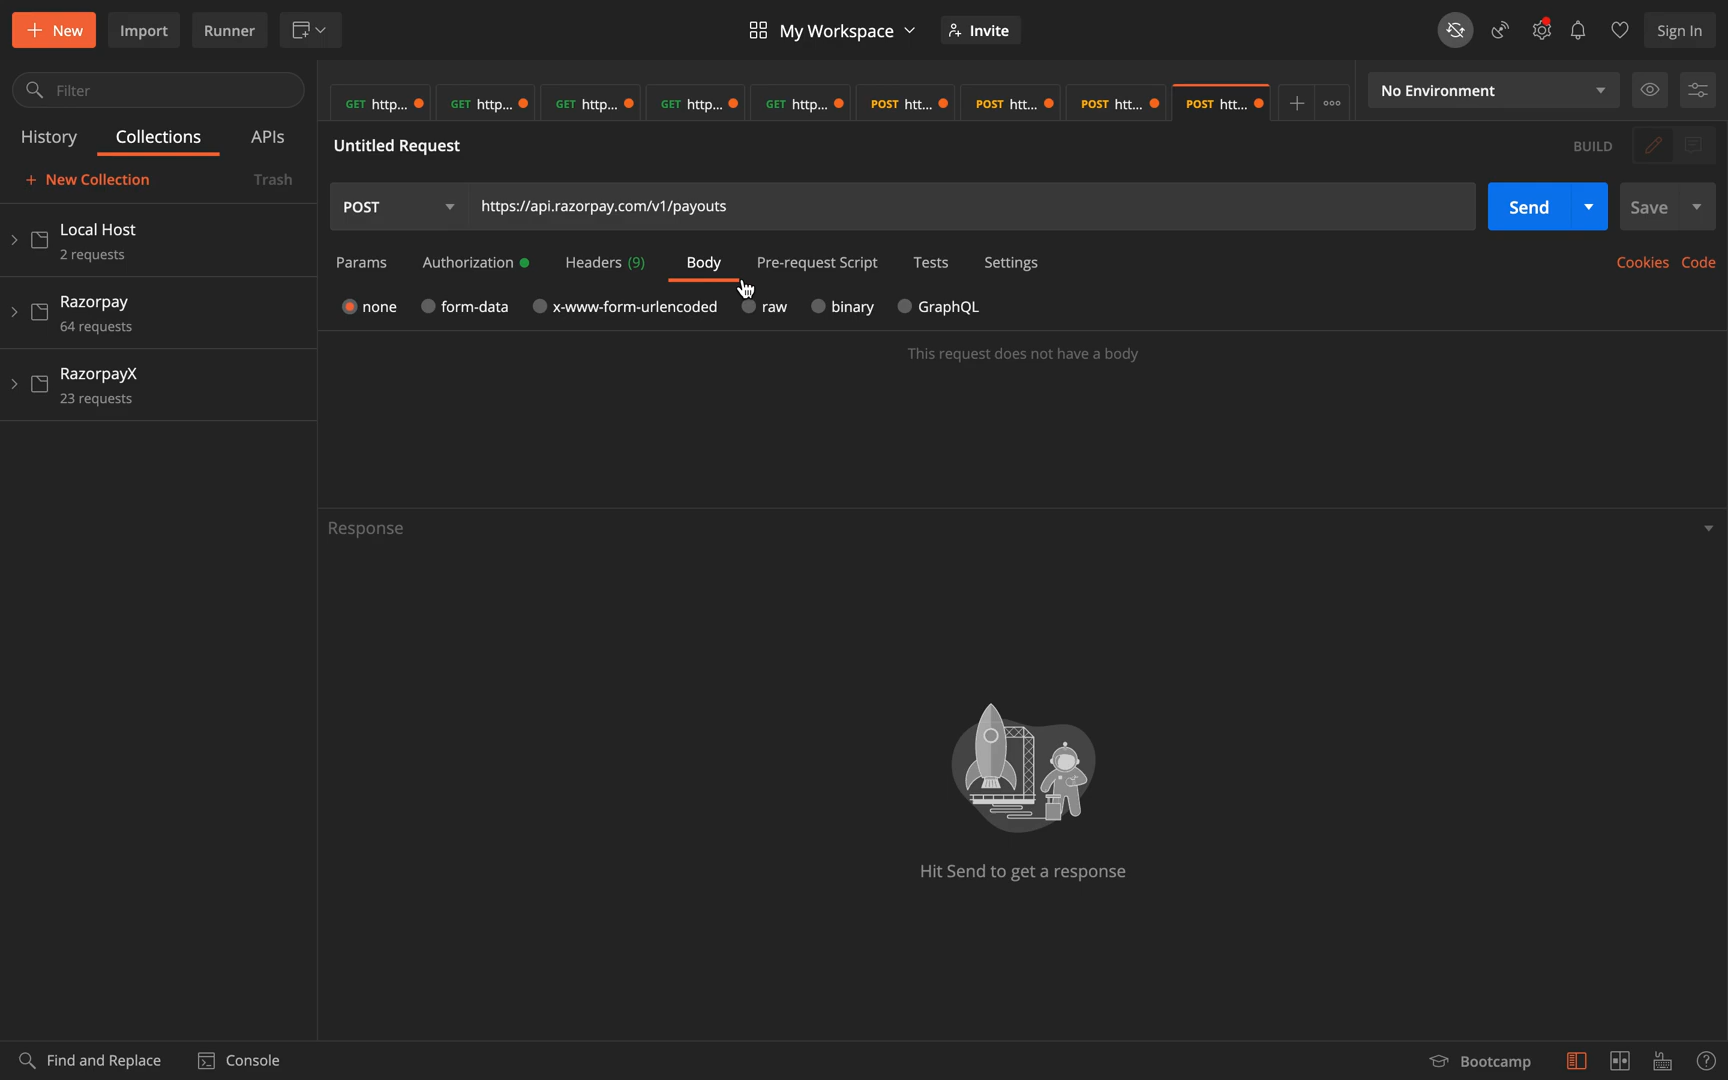 New
Import
Runner
My Workspace
Invite
Sign In
Filter
GET http...
GET http...
GET http...
GET http...
GET http...
POST htt...
POST htt...
POST htt...
POST htt...
No Environment
History
Collections
APIs
Untitled Request
BUILD
+ New Collection
Trash
POST
https://api.razorpay.com/v1/payouts
Send
Save
Local Host
2 requests
Params
Authorization
Headers (9)
Body
Pre-request Script
Tests
Settings
Cookies
Code
none
form-data
x-www-form-urlencoded
raw
binary
GraphQL
Razorpay
64 requests
This request does not have a body
RazorpayX
23 requests
Response
Hit Send to get a response
Find and Replace
Console
Bootcamp